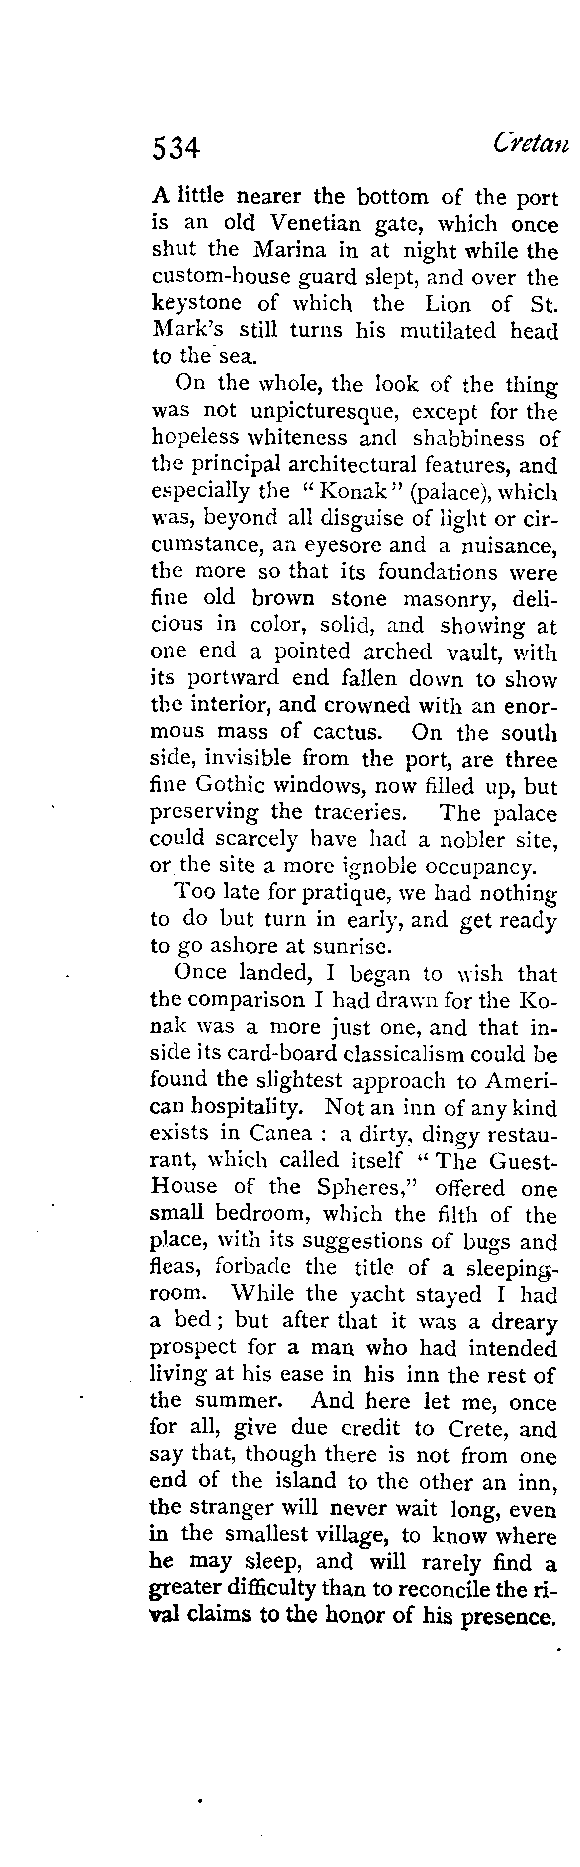 534
Cretan
A little nearer the bottom of the port
is an old Venetian gate, which once
shut the Marina in at night while the
custom-house guard slept, and over the
keystone of which the Lion of St.
Mark's still turns his mutilated head
to the sea.
On the whole, the look of the thing
was not unpicturesque, except for the
hopeless whiteness and shabbiness of
the principal architectural features, and
especially the “Konak” (palace), which
was, beyond all disguise of light or cir-
cumstance, an eyesore and a nuisance,
the more so that its foundations were
fine old brown stone masonry, deli-
cious in color, solid, and showing at
one end a pointed arched vault, with
its portward end fallen down to show
the interior, and crowned with an enor-
mous mass of cactus. On the south
side, invisible from the port, are three
fine Gothic windows, now filled up, but
preserving the traceries. The palace
could scarcely have had a nobler site,
or the site a more ignoble occupancy.
Too late for pratique, we had nothing
to do but turn in early, and get ready
to go ashore at sunrise.
Once landed, I began to wish that
the comparison I had drawn for the Ko-
nak was a more just one, and that in-
side its card-board classicalism could be
found the slightest approach to Ameri-
can hospitality. Not an inn of any kind
exists in Canea : a dirty, dingy restau-
rant, which called itself “The Guest-
House of the Spheres,” offered one
small bedroom, which the filth of the
place, with its suggestions of bugs and
fleas, forbade the title of a sleeping-
room. While the yacht stayed I had
a bed ; but after that it was a dreary
prospect for a man who had intended
living at his ease in his inn the rest of
the summer. And here let me, once
for all, give due credit to Crete, and
say that, though there is not from one
end of the island to the other an inn,
the stranger will never wait long, even
in the smallest village, to know where
he may sleep, and will rarely find a
greater difficulty than to reconcile the ri-
val claims to the honor of his presence.